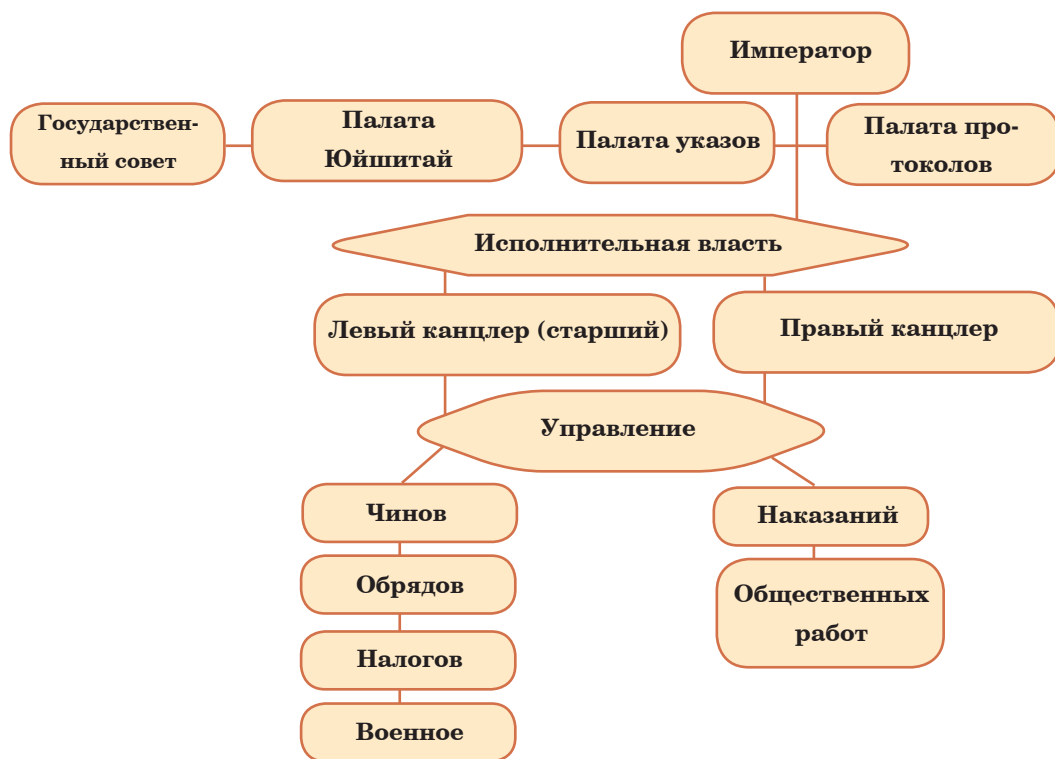 Император
Государствен-
ный совет
Палата
Юйшитай
Палата указов
Палата про-
токолов
Исполнительная власть
Левый канцлер (старший)
Правый канцлер
Управление
Чинов
Обрядов
Налогов
Военное
Наказаний
Общественных
работ